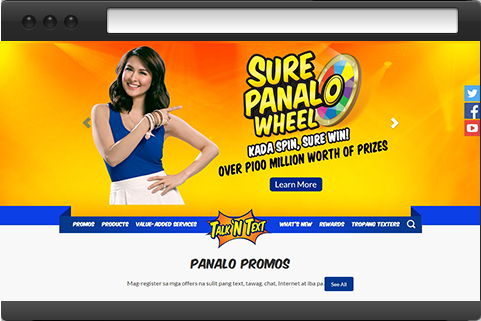 SURE
PANALO
WHEEL
KADA SPIN, SURE WIN!
OVER P100 MILLION WORTH OF PRIZES
Learn More
PROMOS PRODUCTS VALUE-ADDED SERVICES TALK 'N TEXT WHAT'S NEW REWARDS TROPANG TEXTERS
PANALO PROMOS
Mag-register sa mga offers na sulit pang text, tawag, chat, Internet at iba pa See All